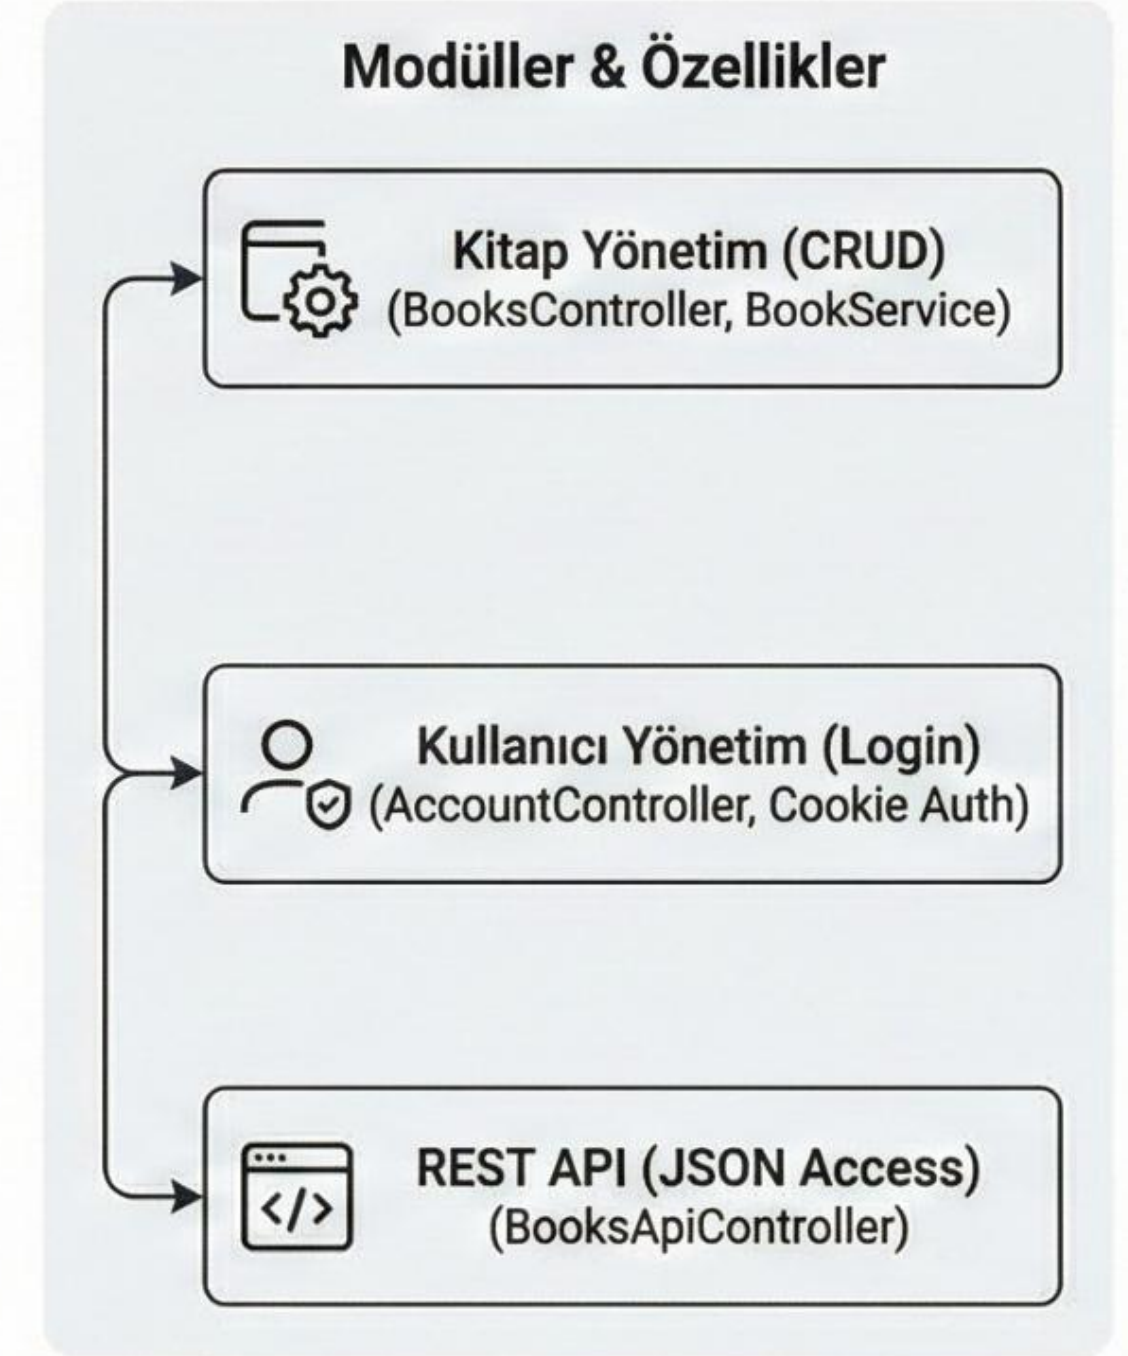 Modüller & Özellikler
Kitap Yönetim (CRUD)
(BooksController, BookService)
Kullanıcı Yönetim (Login)
(AccountController, Cookie Auth)
</>
REST API (JSON Access)
(BooksApiController)